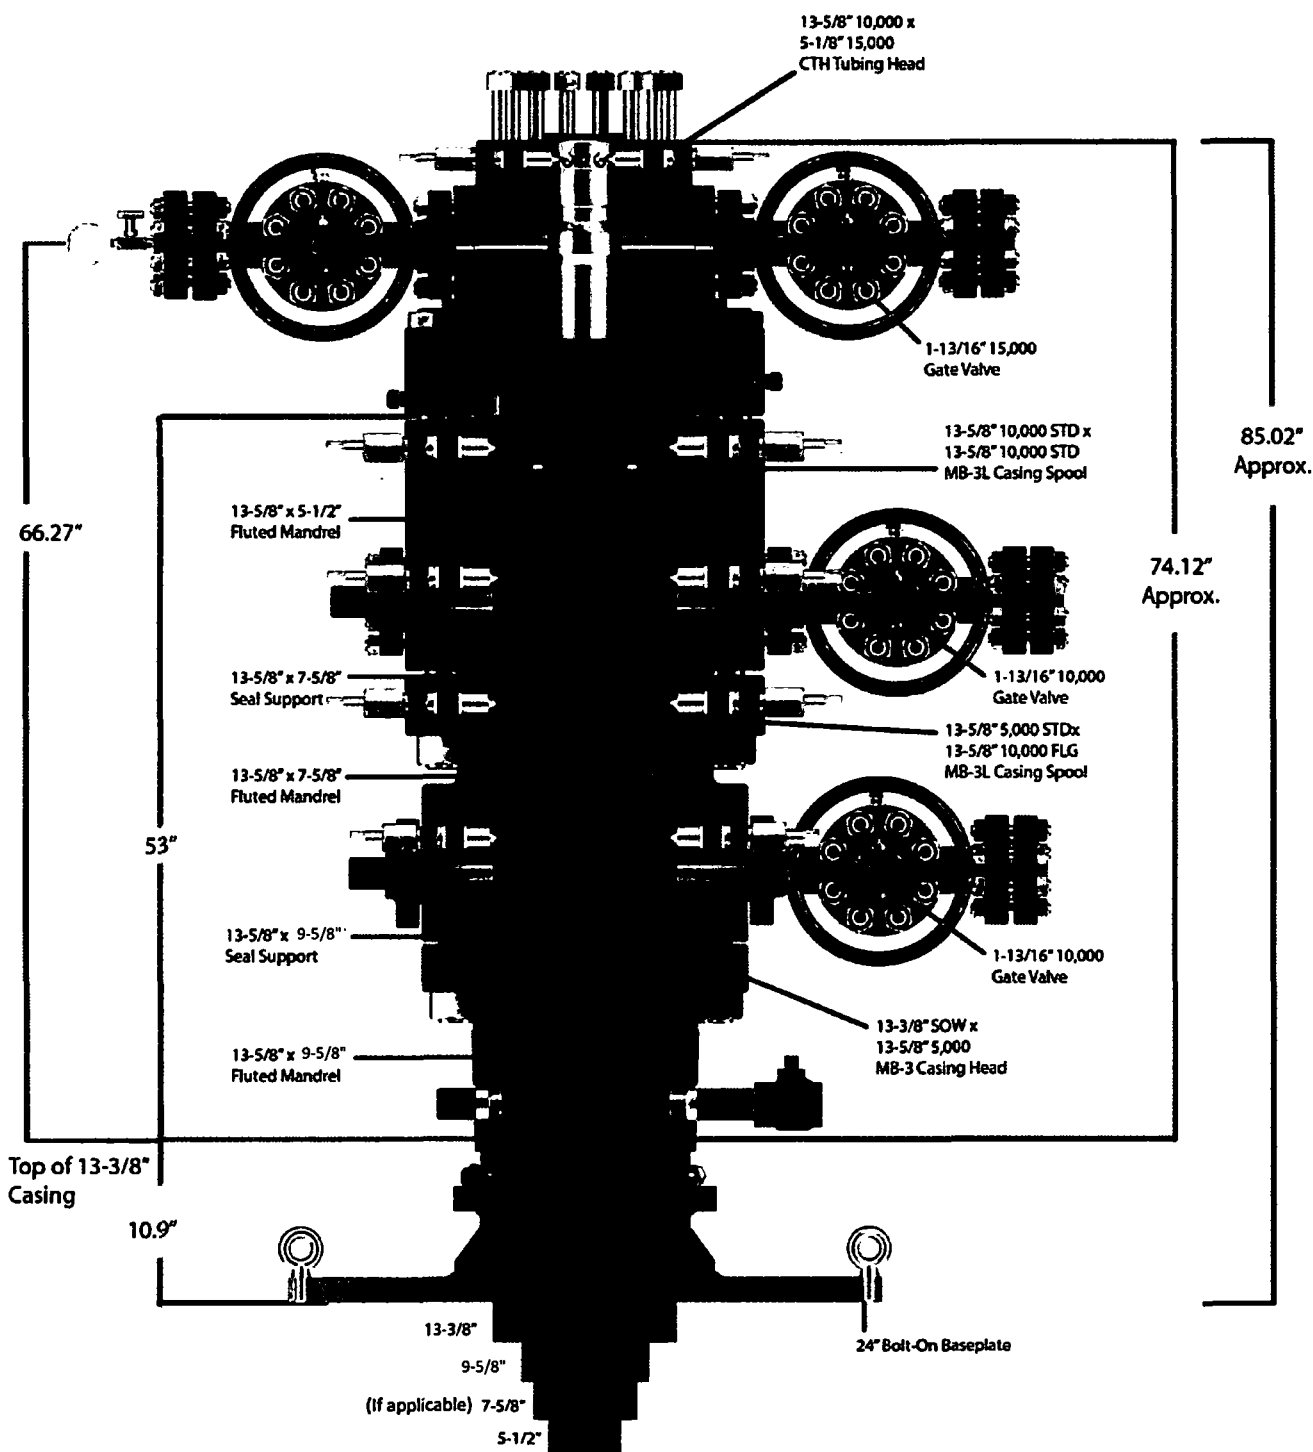 13-5/8" 10,000 x
5-1/8" 15,000
CTH Tubing Head
1-13/16" 15,000
Gate Valve
13-5/8" 10,000 STD x
13-5/8" 10,000 STD
MB-3L Casing Spool
85.02"
Approx.
66.27"
13-5/8" x 5-1/2"
Fluted Mandrel
74.12"
Approx.
13-5/8" x 7-5/8"
Seal Support
1-13/16" 10,000
Gate Valve
13-5/8" 5,000 STDx
13-5/8" 10,000 FLG
MB-3L Casing Spool
13-5/8" x 7-5/8"
Fluted Mandrel
53"
13-5/8" x 9-5/8"
Seal Support
1-13/16" 10,000
Gate Valve
13-3/8" SOW x
13-5/8" 5,000
MB-3 Casing Head
13-5/8" x 9-5/8"
Fluted Mandrel
Top of 13-3/8"
Casing
10.9"
13-3/8"
24" Bolt-On Baseplate
9-5/8"
(If applicable) 7-5/8"
5-1/2"